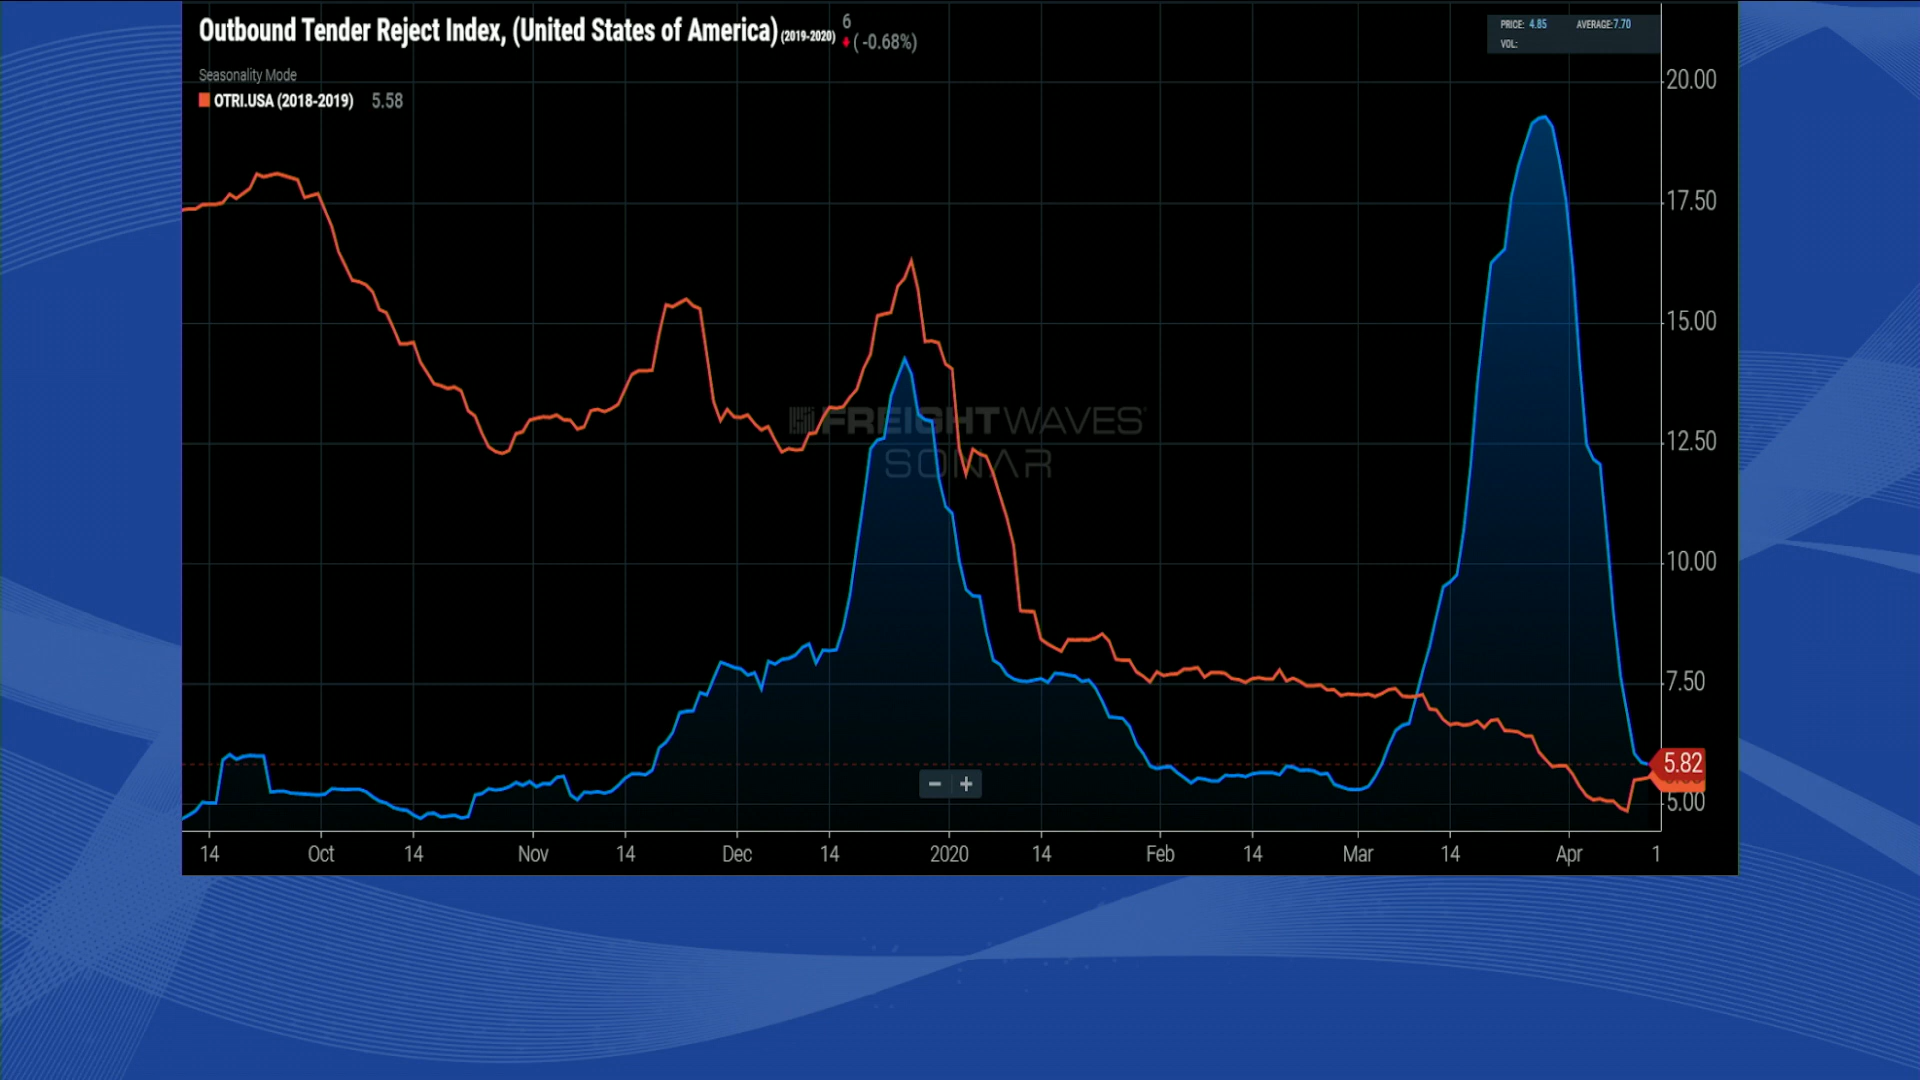 Outbound Tender Reject Index, (United States of America) (2019-2020) 6
(-0.68%)
PRICE: 4.85 AVERAGE:7.70
VOL:
Seasonality Mode
OTRI.USA (2018-2019) 5.58
20.00
17.50
15.00
12.50
10.00
7.50
5.82
5.00
FREIGHTWAVES
SONAR
− +
14 Oct 14 Nov 14 Dec 14 2020 14 Feb 14 Mar 14 Apr 1